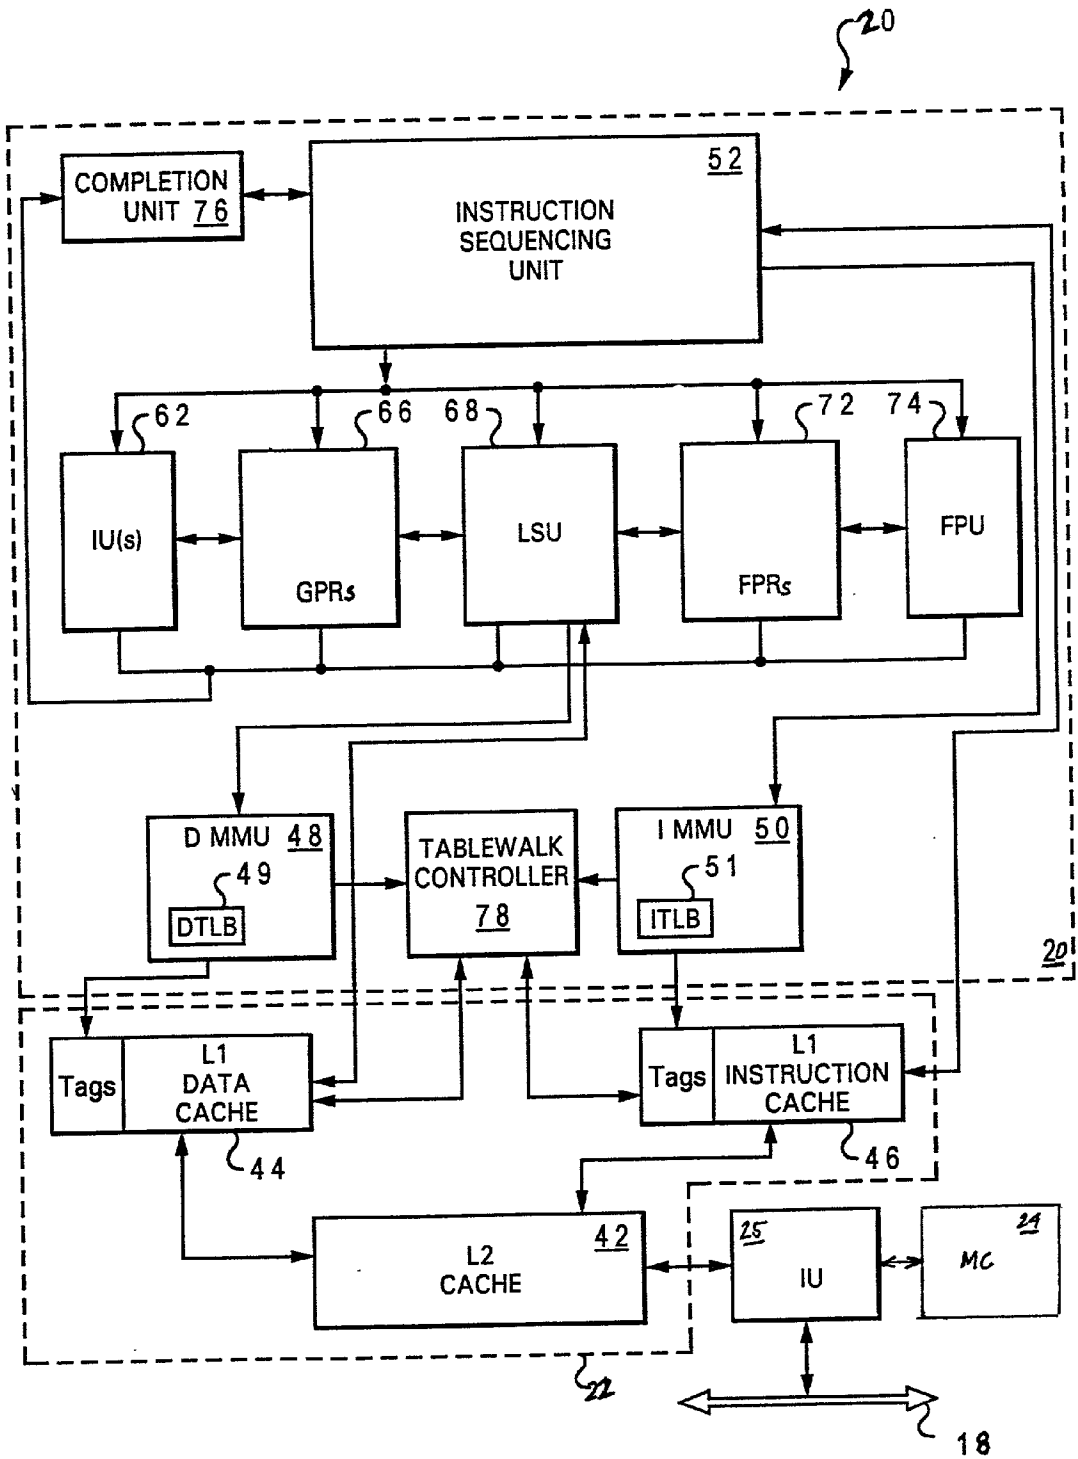 20
COMPLETION
UNIT 76
52
INSTRUCTION
SEQUENCING
UNIT
62
66
68
72
74
IU(s)
GPRs
LSU
FPRs
FPU
D MMU 48
49
DTLB
TABLEWALK
CONTROLLER
78
I MMU 50
51
ITLB
20
Tags
L1
DATA
CACHE
44
Tags
L1
INSTRUCTION
CACHE
46
42
L2
CACHE
25
IU
24
MC
22
18